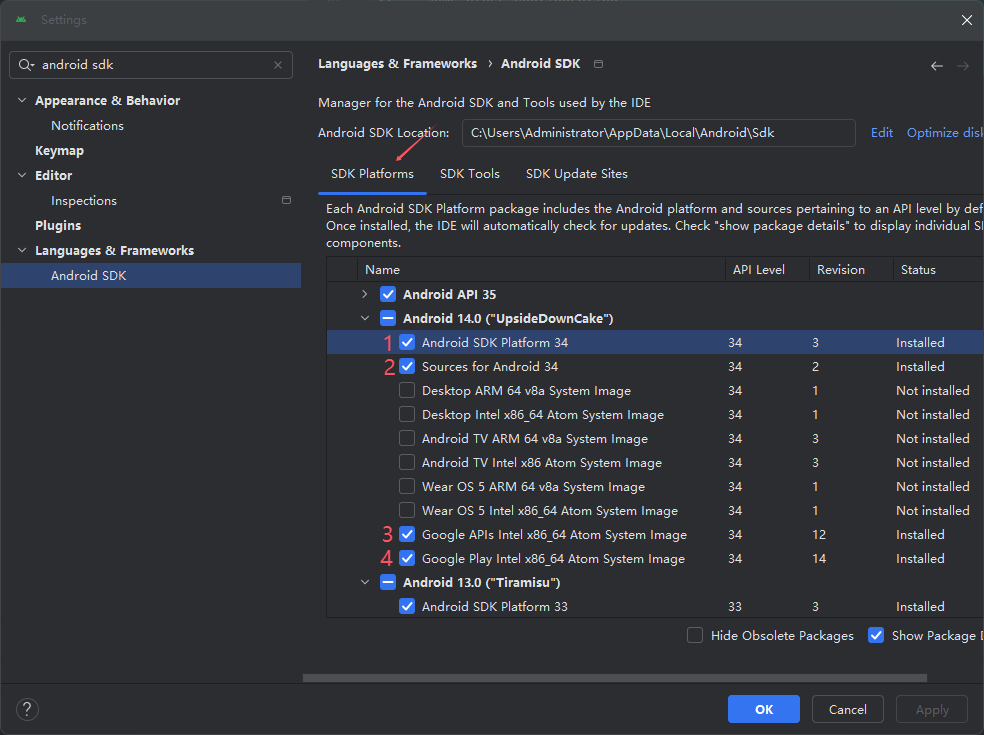 Settings
android sdk
Appearance & Behavior
Notifications
Keymap
Editor
Inspections
Plugins
Languages & Frameworks
Android SDK
Languages & Frameworks › Android SDK
Manager for the Android SDK and Tools used by the IDE
Android SDK Location: C:\Users\Administrator\AppData\Local\Android\Sdk Edit Optimize disk
SDK Platforms SDK Tools SDK Update Sites
Each Android SDK Platform package includes the Android platform and sources pertaining to an API level by def
Once installed, the IDE will automatically check for updates. Check "show package details" to display individual S
components.
Name API Level Revision Status
Android API 35
Android 14.0 ("UpsideDownCake")
1 Android SDK Platform 34 34 3 Installed
2 Sources for Android 34 34 2 Installed
Desktop ARM 64 v8a System Image 34 1 Not installed
Desktop Intel x86_64 Atom System Image 34 1 Not installed
Android TV ARM 64 v8a System Image 34 3 Not installed
Android TV Intel x86 Atom System Image 34 3 Not installed
Wear OS 5 ARM 64 v8a System Image 34 1 Not installed
Wear OS 5 Intel x86_64 Atom System Image 34 1 Not installed
3 Google APIs Intel x86_64 Atom System Image 34 12 Installed
4 Google Play Intel x86_64 Atom System Image 34 14 Installed
Android 13.0 ("Tiramisu")
Android SDK Platform 33 33 3 Installed
Hide Obsolete Packages Show Package
? OK Cancel Apply